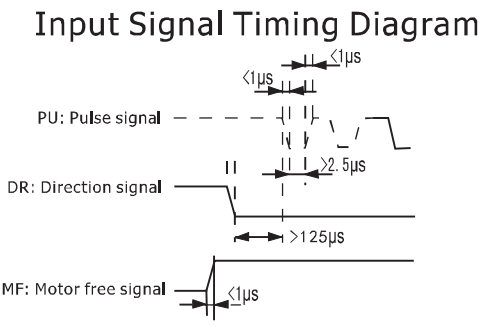 Input Signal Timing Diagram
<1μs
<1μs
PU: Pulse signal
>2.5μs
DR: Direction signal
>125μs
MF: Motor free signal
<1μs